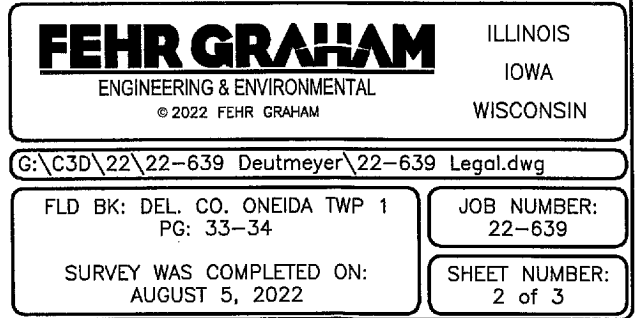 FEHR GRAHAM
ENGINEERING & ENVIRONMENTAL
© 2022 FEHR GRAHAM
ILLINOIS
IOWA
WISCONSIN
G:\C3D\22\22-639 Deutmeyer\22-639 Legal.dwg
FLD BK: DEL. CO. ONEIDA TWP 1
PG: 33-34
SURVEY WAS COMPLETED ON:
AUGUST 5, 2022
JOB NUMBER:
22-639
SHEET NUMBER:
2 of 3